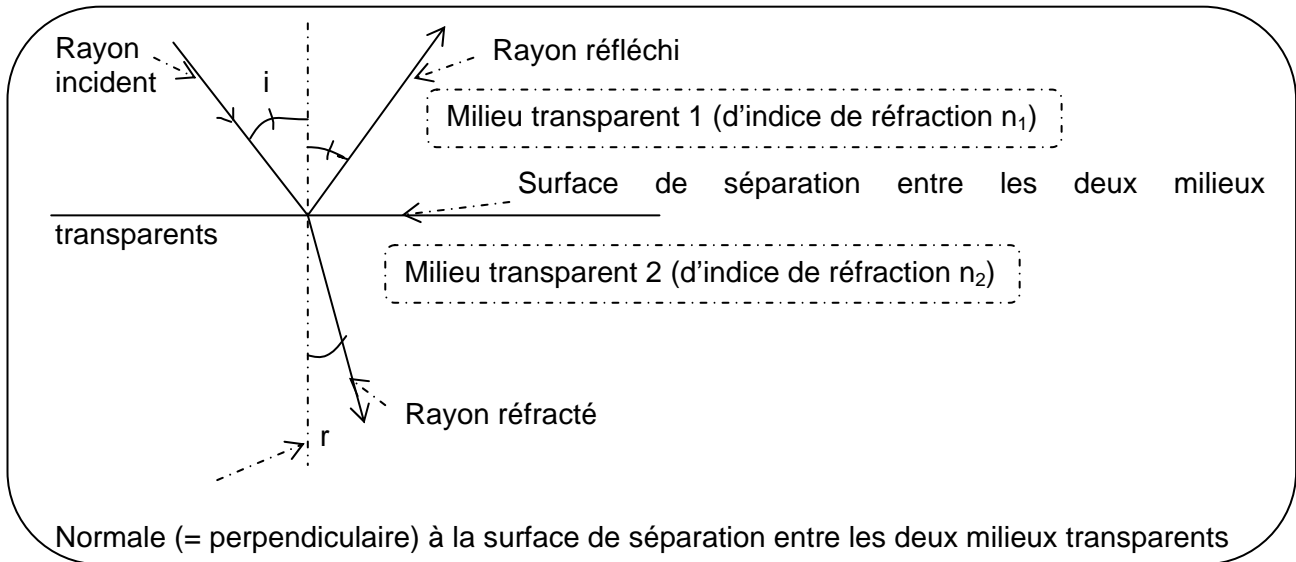 Rayon
incident
i
Rayon réfléchi
Milieu transparent 1 (d'indice de réfraction n₁)
Surface de séparation entre les deux milieux
transparents
Milieu transparent 2 (d'indice de réfraction n₂)
Rayon réfracté
r
Normale (= perpendiculaire) à la surface de séparation entre les deux milieux transparents